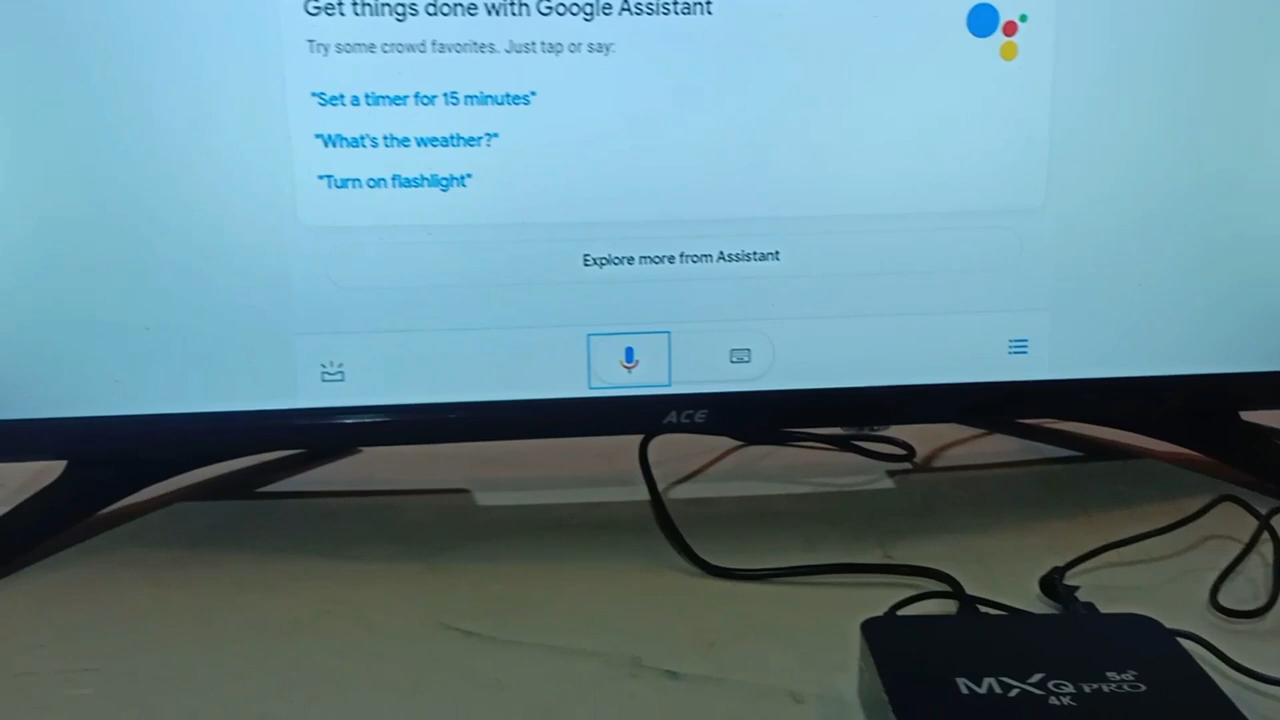 Get things done with Google Assistant
Try some crowd favorites. Just tap or say:
"Set a timer for 15 minutes"
"What's the weather?"
"Turn on flashlight"
Explore more from Assistant
ACE
MXQ PRO 5G
4K